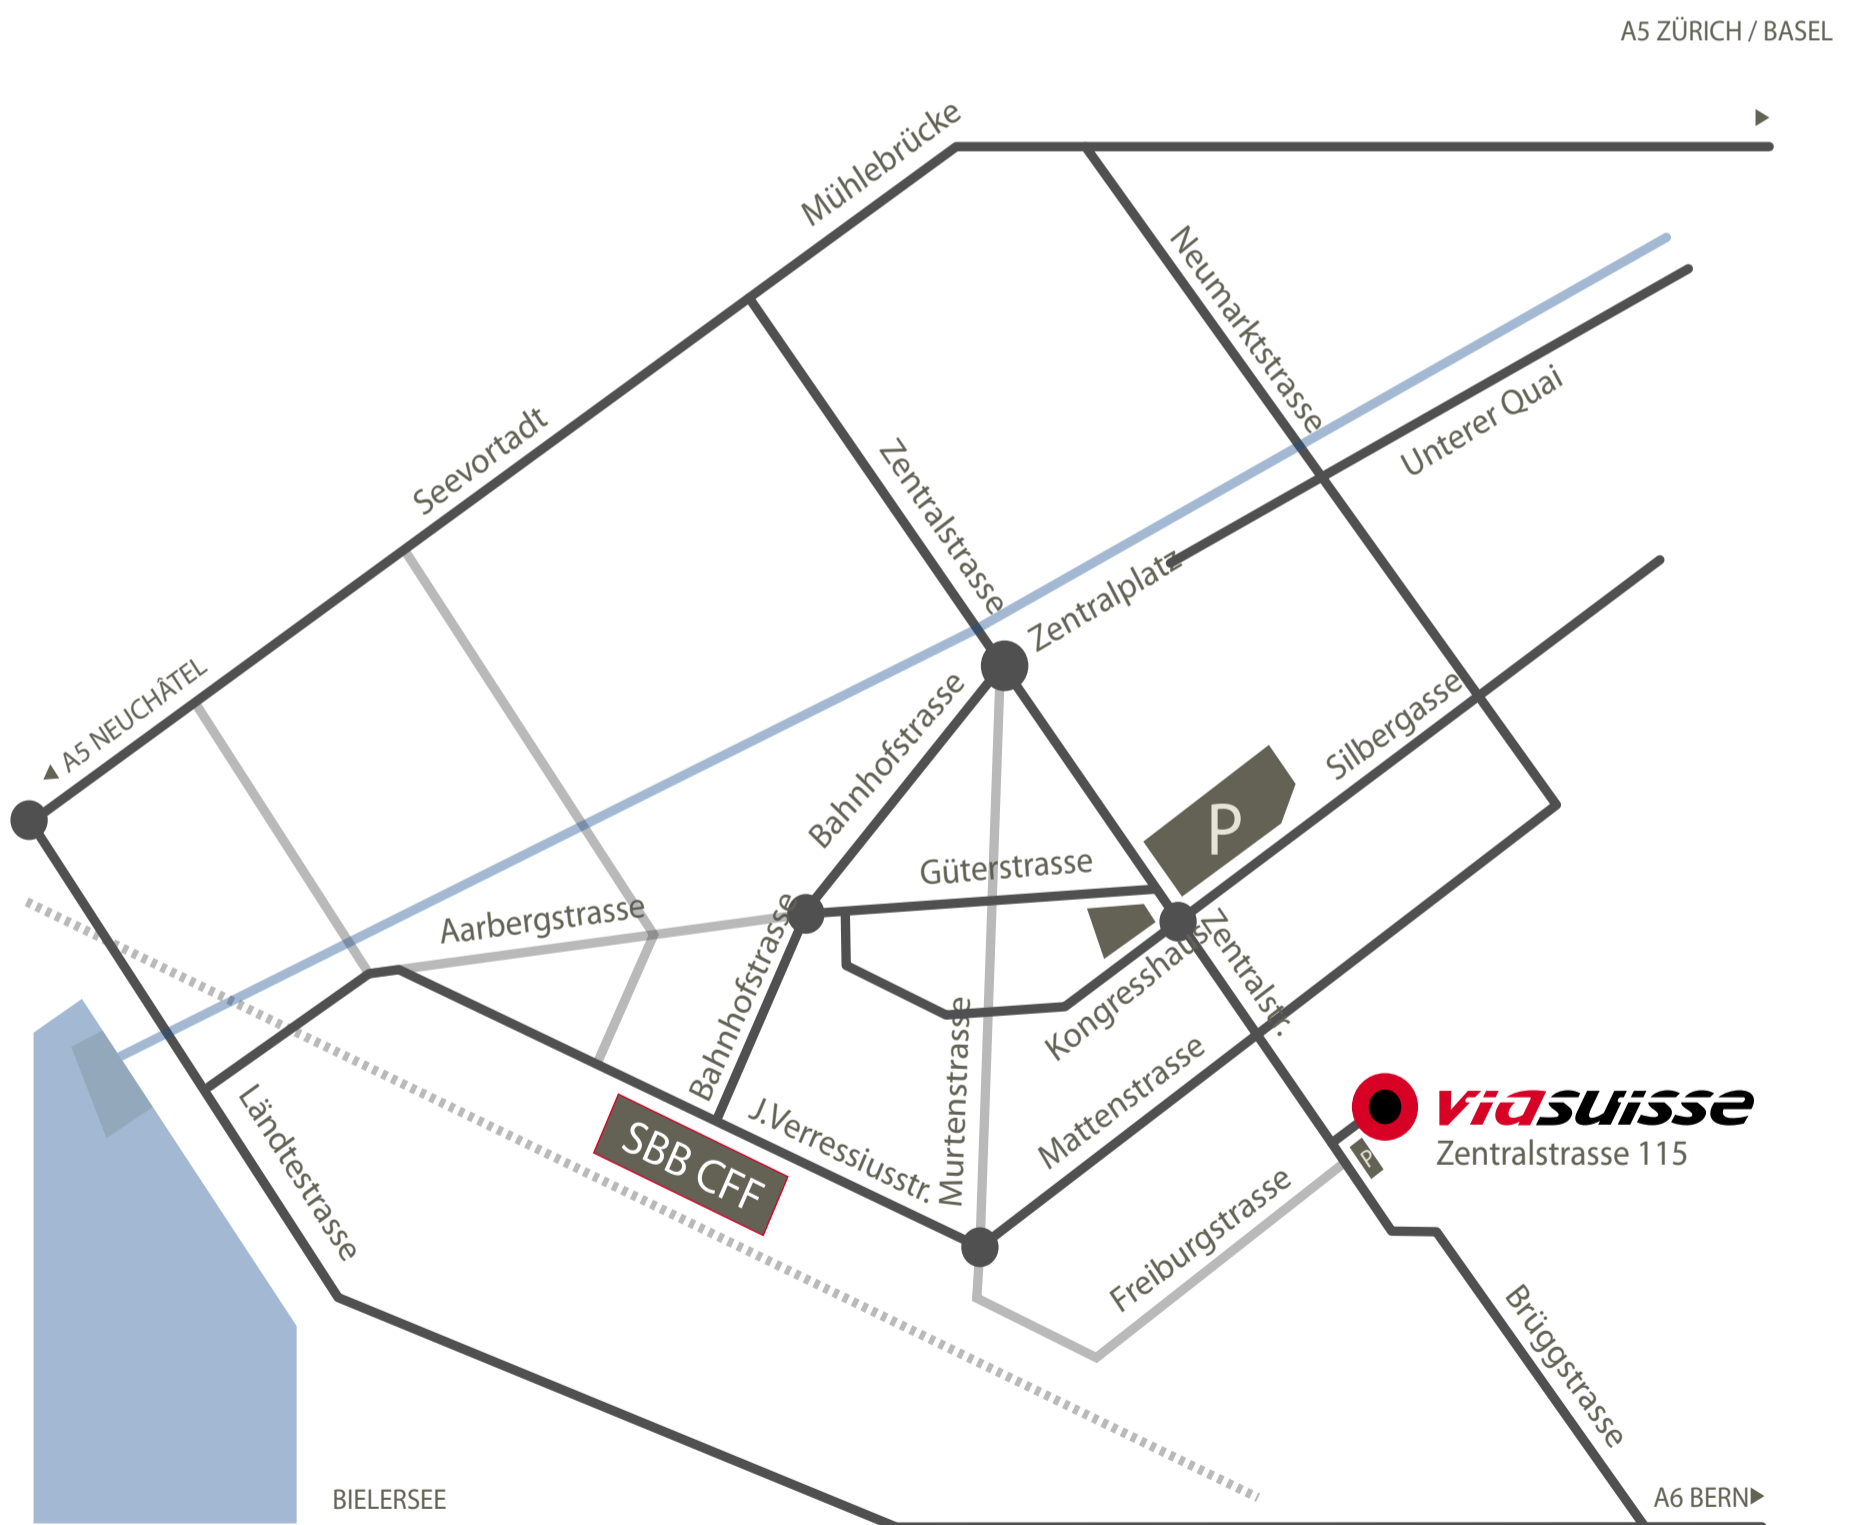 A5 ZÜRICH / BASEL
Mühlebrücke
Neumarktstrasse
Unterer Quai
Seevortadt
Zentralstrasse
Zentralplatz
A5 NEUCHÂTEL
Bahnhofstrasse
Silbergasse
P
Güterstrasse
Aarbergstrasse
Bahnhofstrasse
Kongresshaus
Zentralstr.
Murtenstrasse
Mattenstrasse
J.Verressiusstr.
SBB CFF
Ländtestrasse
viasuisse
Zentralstrasse 115
P
Freiburgstrasse
Brüggstrasse
BIELERSEE
A6 BERN